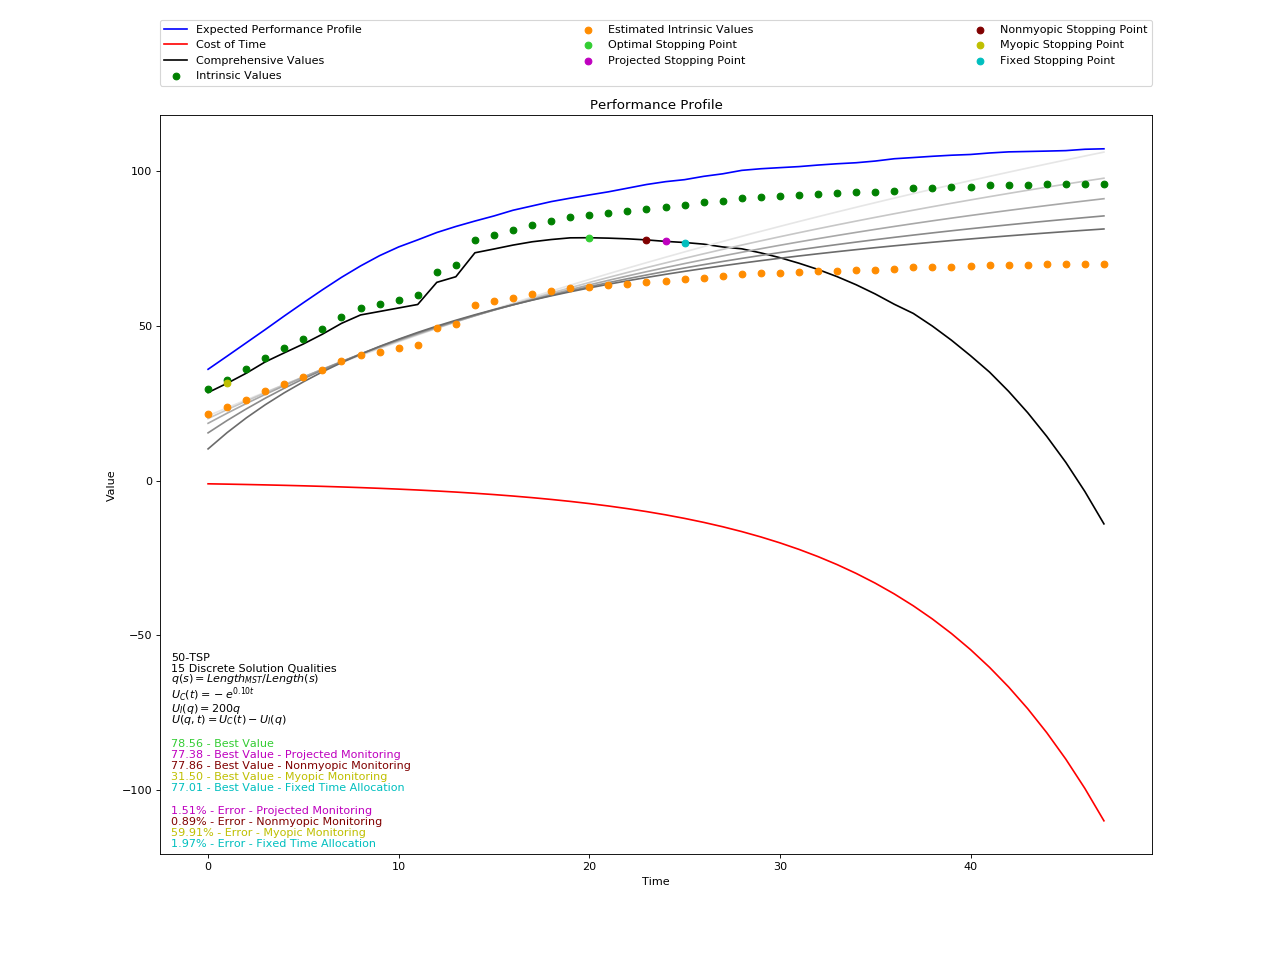 Expected Performance Profile
Cost of Time
Comprehensive Values
Intrinsic Values
Estimated Intrinsic Values
Optimal Stopping Point
Projected Stopping Point
Nonmyopic Stopping Point
Myopic Stopping Point
Fixed Stopping Point
Performance Profile
100
50
0
−50
−100
Value
50-TSP
15 Discrete Solution Qualities
q(s) = Length_{MST}/Length(s)
U_C(t) = −e^{0.10t}
U_I(q) = 200q
U(q, t) = U_C(t) − U_I(q)
78.56 - Best Value
77.38 - Best Value - Projected Monitoring
77.86 - Best Value - Nonmyopic Monitoring
31.50 - Best Value - Myopic Monitoring
77.01 - Best Value - Fixed Time Allocation
1.51% - Error - Projected Monitoring
0.89% - Error - Nonmyopic Monitoring
59.91% - Error - Myopic Monitoring
1.97% - Error - Fixed Time Allocation
0 10 20 30 40
Time